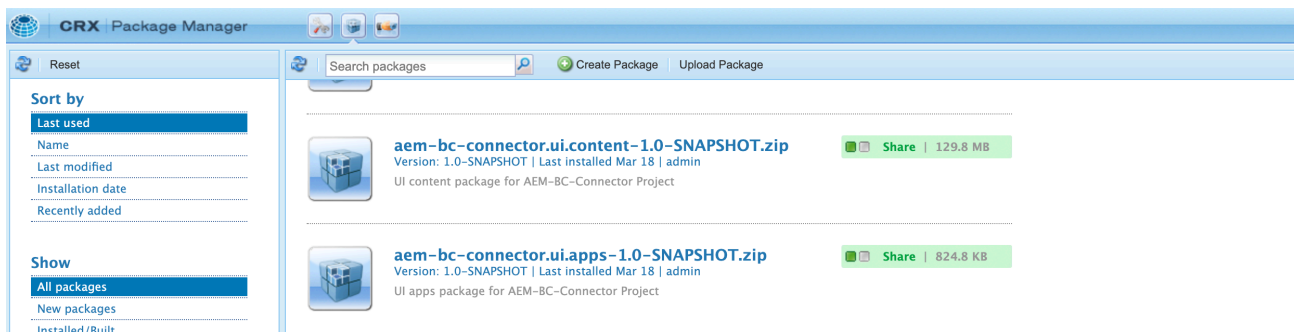 CRX Package Manager
Reset
Search packages
Create Package
Upload Package
Sort by
Last used
Name
Last modified
Installation date
Recently added
Show
All packages
New packages
Installed/Built
aem-bc-connector.ui.content-1.0-SNAPSHOT.zip
Version: 1.0-SNAPSHOT | Last installed Mar 18 | admin
UI content package for AEM-BC-Connector Project
Share | 129.8 MB
aem-bc-connector.ui.apps-1.0-SNAPSHOT.zip
Version: 1.0-SNAPSHOT | Last installed Mar 18 | admin
UI apps package for AEM-BC-Connector Project
Share | 824.8 KB